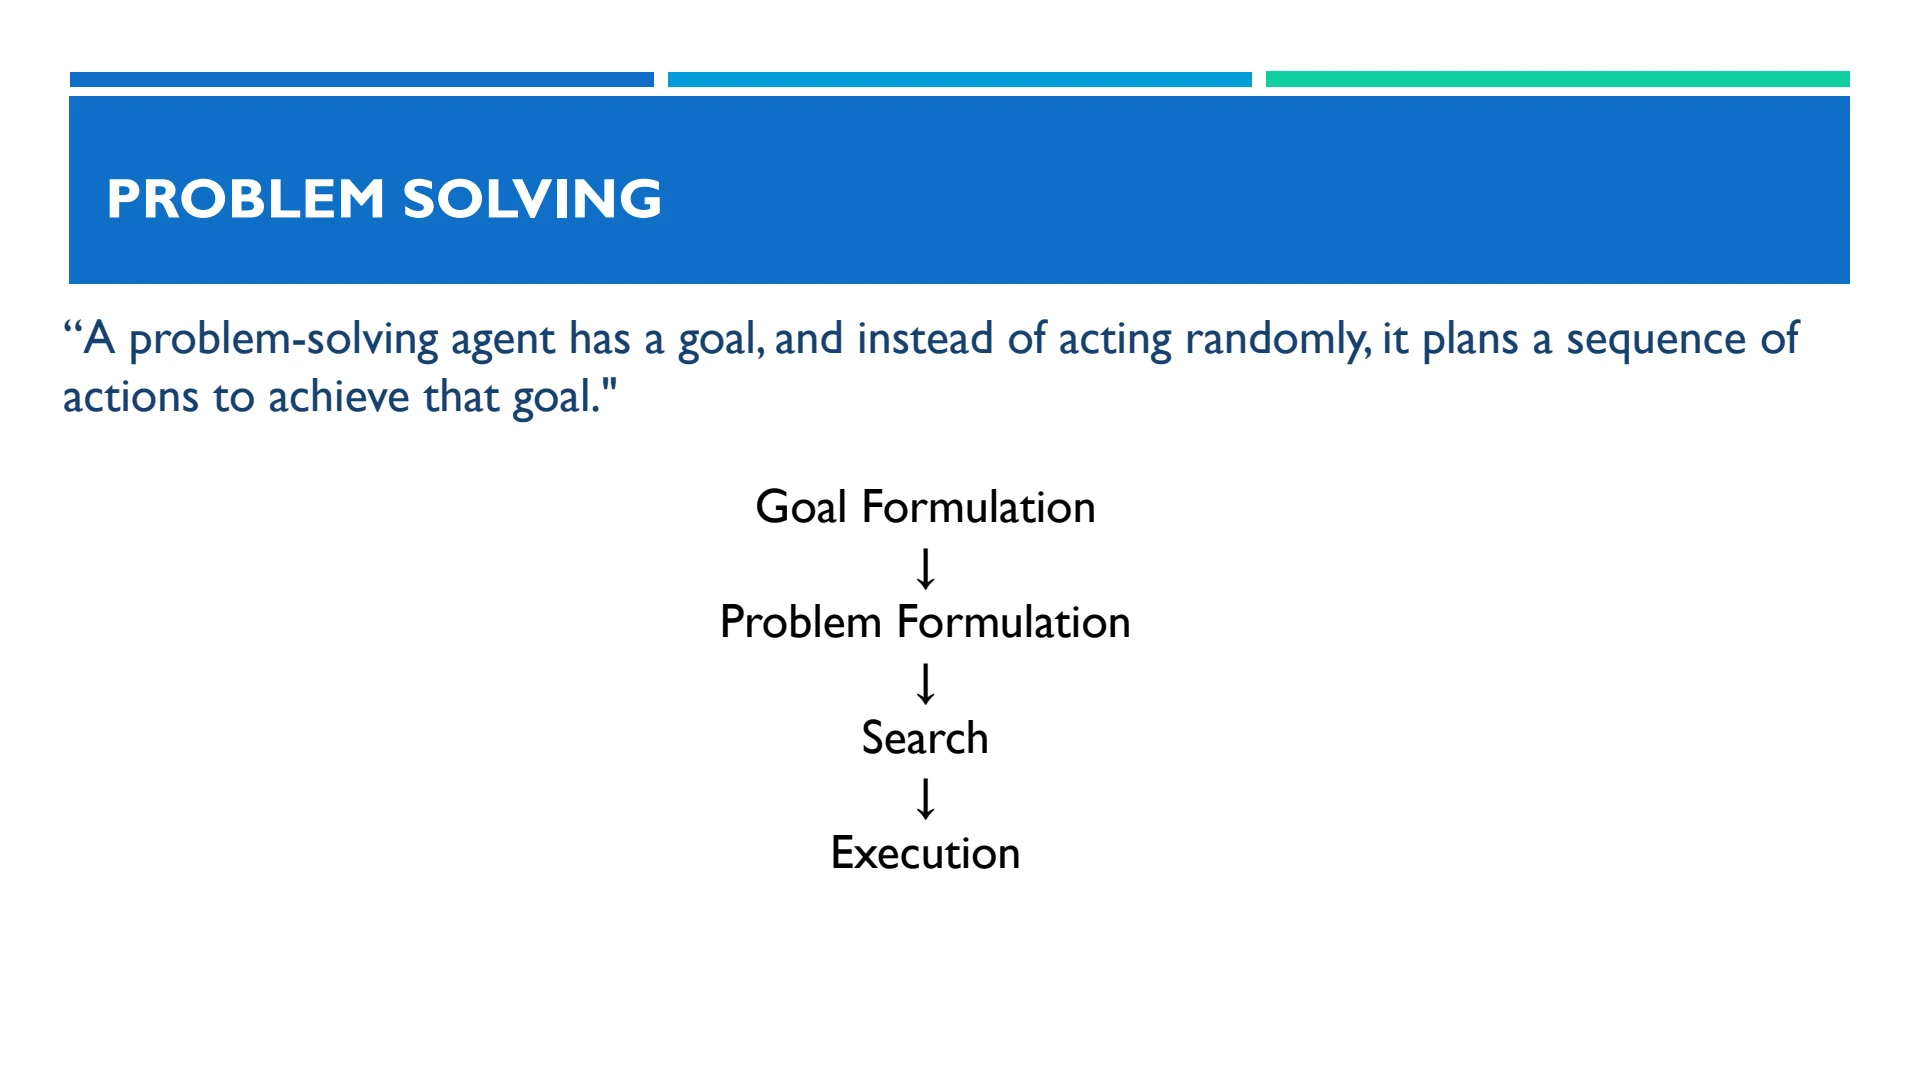 PROBLEM SOLVING
“A problem-solving agent has a goal, and instead of acting randomly, it plans a sequence of
actions to achieve that goal."
Goal Formulation
↓
Problem Formulation
↓
Search
↓
Execution